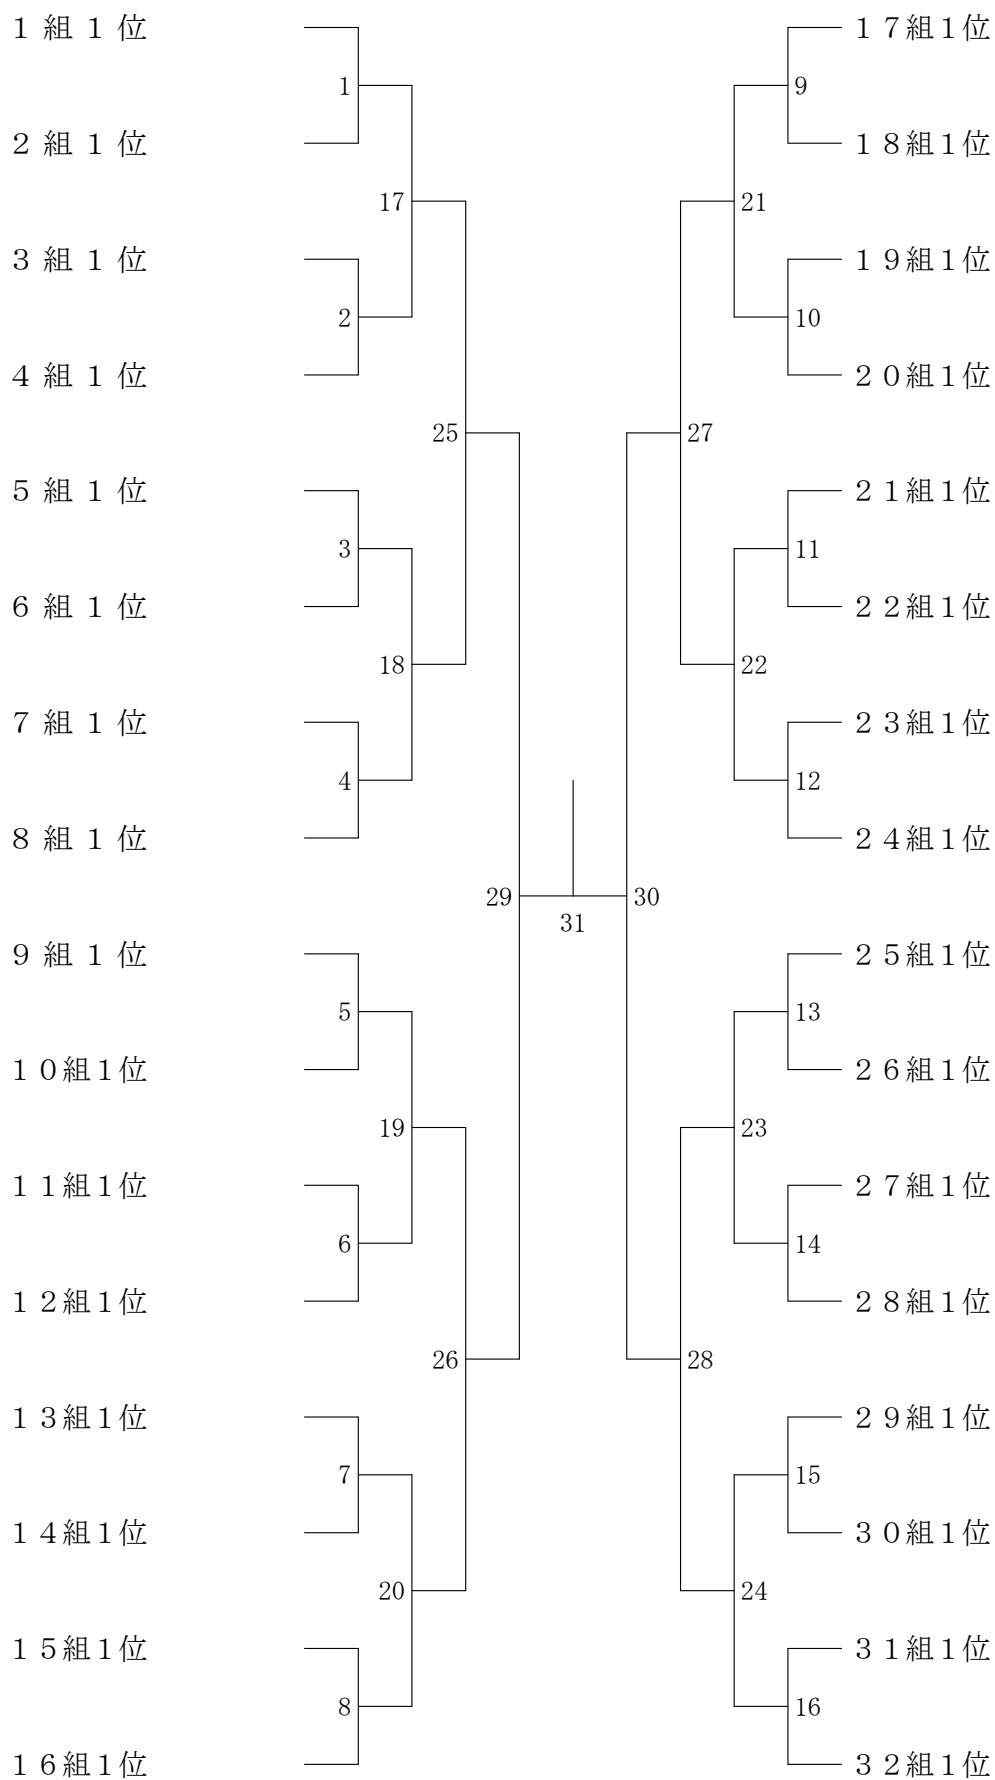 １ 組 １ 位
２ 組 １ 位
３ 組 １ 位
４ 組 １ 位
５ 組 １ 位
６ 組 １ 位
７ 組 １ 位
８ 組 １ 位
９ 組 １ 位
１０組１位
１１組１位
１２組１位
１３組１位
１４組１位
１５組１位
１６組１位
1
2
3
4
5
6
7
8
17
18
19
20
25
26
29
31
30
27
28
21
22
23
24
9
10
11
12
13
14
15
16
１７組１位
１８組１位
１９組１位
２０組１位
２１組１位
２２組１位
２３組１位
２４組１位
２５組１位
２６組１位
２７組１位
２８組１位
２９組１位
３０組１位
３１組１位
３２組１位